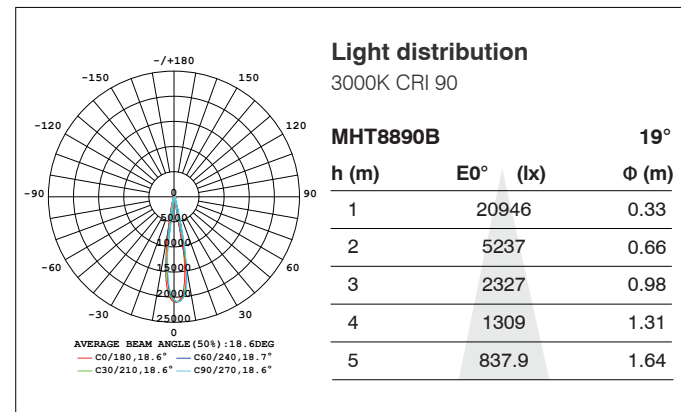 -/+180
-150 150
-120 120
-90 90
-60 60
-30 30
0
0
5000
10000
15000
20000
25000
AVERAGE BEAM ANGLE(50%):18.6DEG
C0/180,18.6° C60/240,18.7°
C30/210,18.6° C90/270,18.6°
Light distribution
3000K CRI 90
MHT8890B 19°
h (m) E0° (lx) Φ (m)
1 20946 0.33
2 5237 0.66
3 2327 0.98
4 1309 1.31
5 837.9 1.64